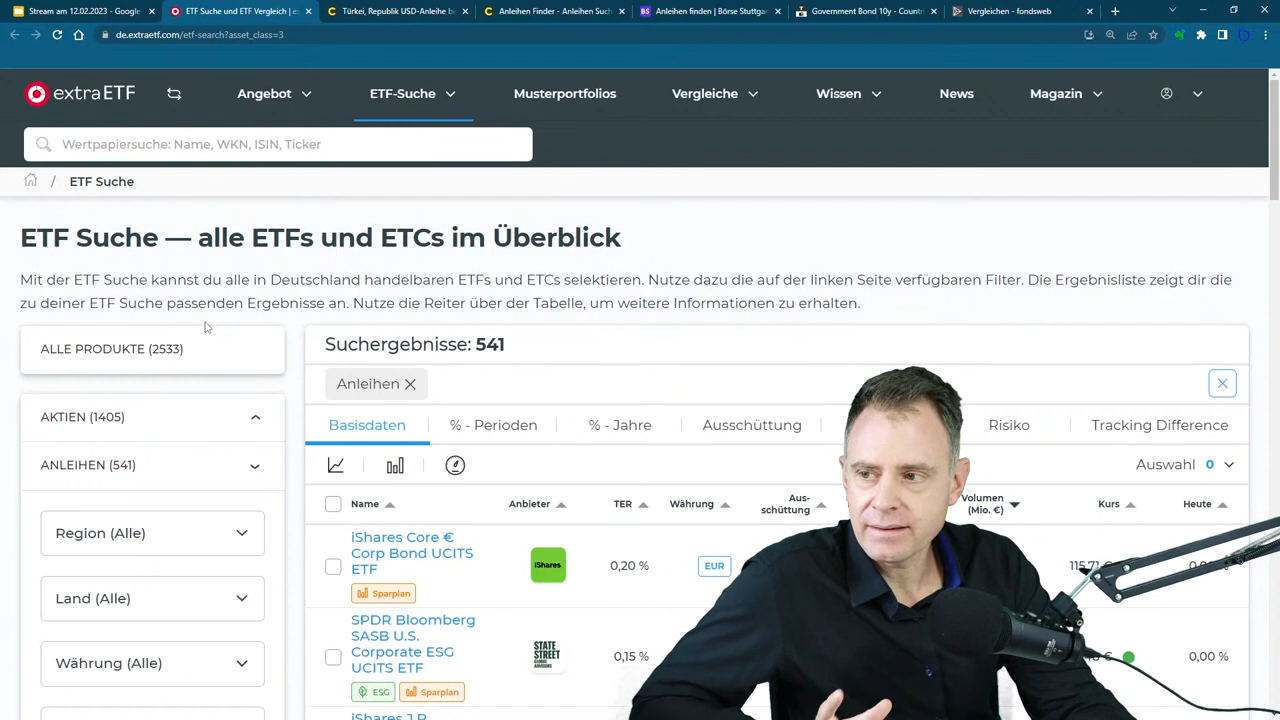 Stream am 12.02.2023 - Google
ETF Suche und ETF Vergleich | e
Türkei, Republik USD-Anleihe bi
Anleihen Finder - Anleihen Such
Anleihen finden | Börse Stuttgar
Government Bond 10y - Countr
Vergleichen - fondsweb
de.extraetf.com/etf-search?asset_class=3
extraETF
Angebot
ETF-Suche
Musterportfolios
Vergleiche
Wissen
News
Magazin
Wertpapiersuche: Name, WKN, ISIN, Ticker
/ ETF Suche
ETF Suche — alle ETFs und ETCs im Überblick
Mit der ETF Suche kannst du alle in Deutschland handelbaren ETFs und ETCs selektieren. Nutze dazu die auf der linken Seite verfügbaren Filter. Die Ergebnisliste zeigt dir die
zu deiner ETF Suche passenden Ergebnisse an. Nutze die Reiter über der Tabelle, um weitere Informationen zu erhalten.
ALLE PRODUKTE (2533)
AKTIEN (1405)
ANLEIHEN (541)
Region (Alle)
Land (Alle)
Währung (Alle)
Suchergebnisse: 541
Anleihen
Basisdaten
% - Perioden
% - Jahre
Ausschüttung
Risiko
Tracking Difference
Auswahl 0
Name
Anbieter
TER
Währung
Aus-
schüttung
Volumen
(Mio. €)
Kurs
Heute
iShares Core €
Corp Bond UCITS
ETF
Sparplan
iShares
0,20 %
EUR
SPDR Bloomberg
SASB U.S.
Corporate ESG
UCITS ETF
ESG
Sparplan
STATE
STREET
0,15 %
0,00 %
iShares J.P.